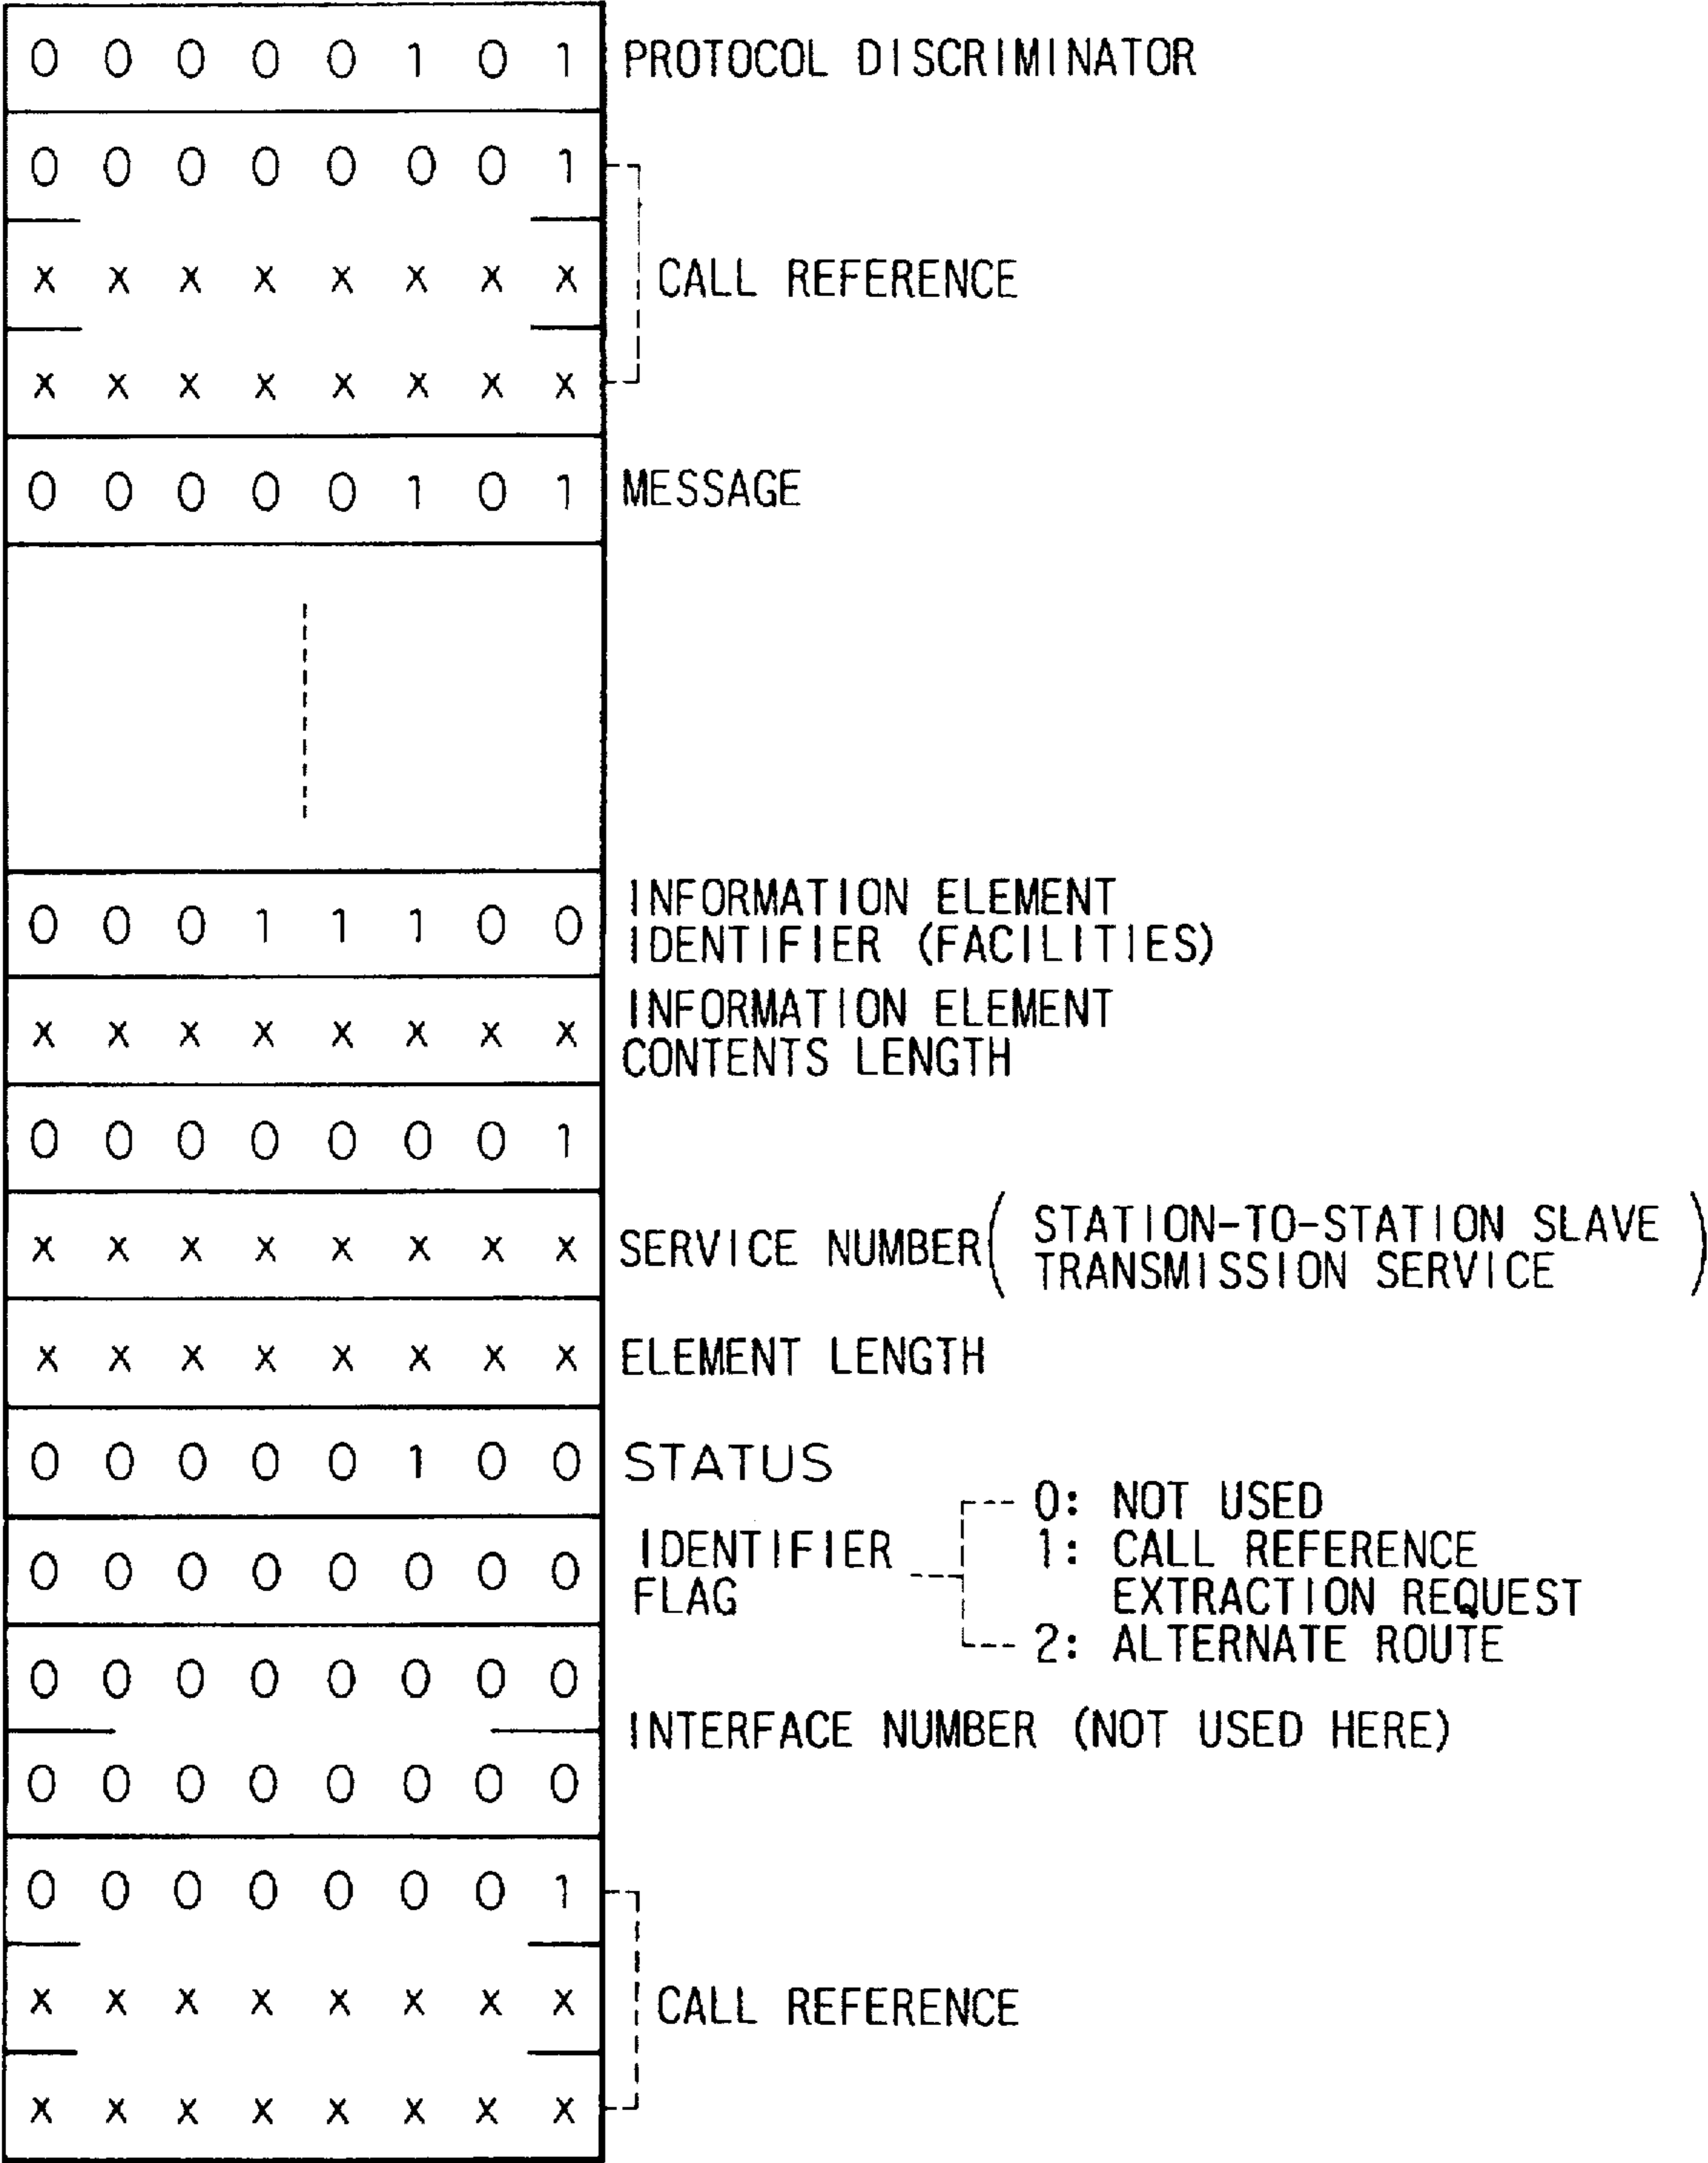 0 0 0 0 0 1 0 1 PROTOCOL DISCRIMINATOR
0 0 0 0 0 0 0 1
x x x x x x x x CALL REFERENCE
x x x x x x x x
0 0 0 0 0 1 0 1 MESSAGE
0 0 0 1 1 1 0 0 INFORMATION ELEMENT
IDENTIFIER (FACILITIES)
x x x x x x x x INFORMATION ELEMENT
CONTENTS LENGTH
0 0 0 0 0 0 0 1
x x x x x x x x SERVICE NUMBER ( STATION-TO-STATION SLAVE
TRANSMISSION SERVICE )
x x x x x x x x ELEMENT LENGTH
0 0 0 0 0 1 0 0 STATUS
0 0 0 0 0 0 0 0 IDENTIFIER
FLAG
0: NOT USED
1: CALL REFERENCE
EXTRACTION REQUEST
2: ALTERNATE ROUTE
0 0 0 0 0 0 0 0
INTERFACE NUMBER (NOT USED HERE)
0 0 0 0 0 0 0 0
0 0 0 0 0 0 0 1
x x x x x x x x CALL REFERENCE
x x x x x x x x